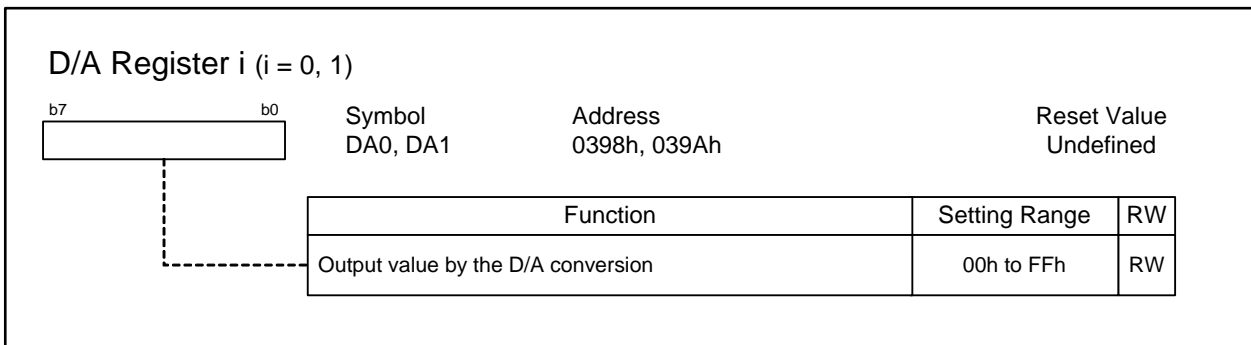 D/A Register i (i = 0, 1)
b7 b0
Symbol Address Reset Value
DA0, DA1 0398h, 039Ah Undefined
Function Setting Range RW
Output value by the D/A conversion 00h to FFh RW